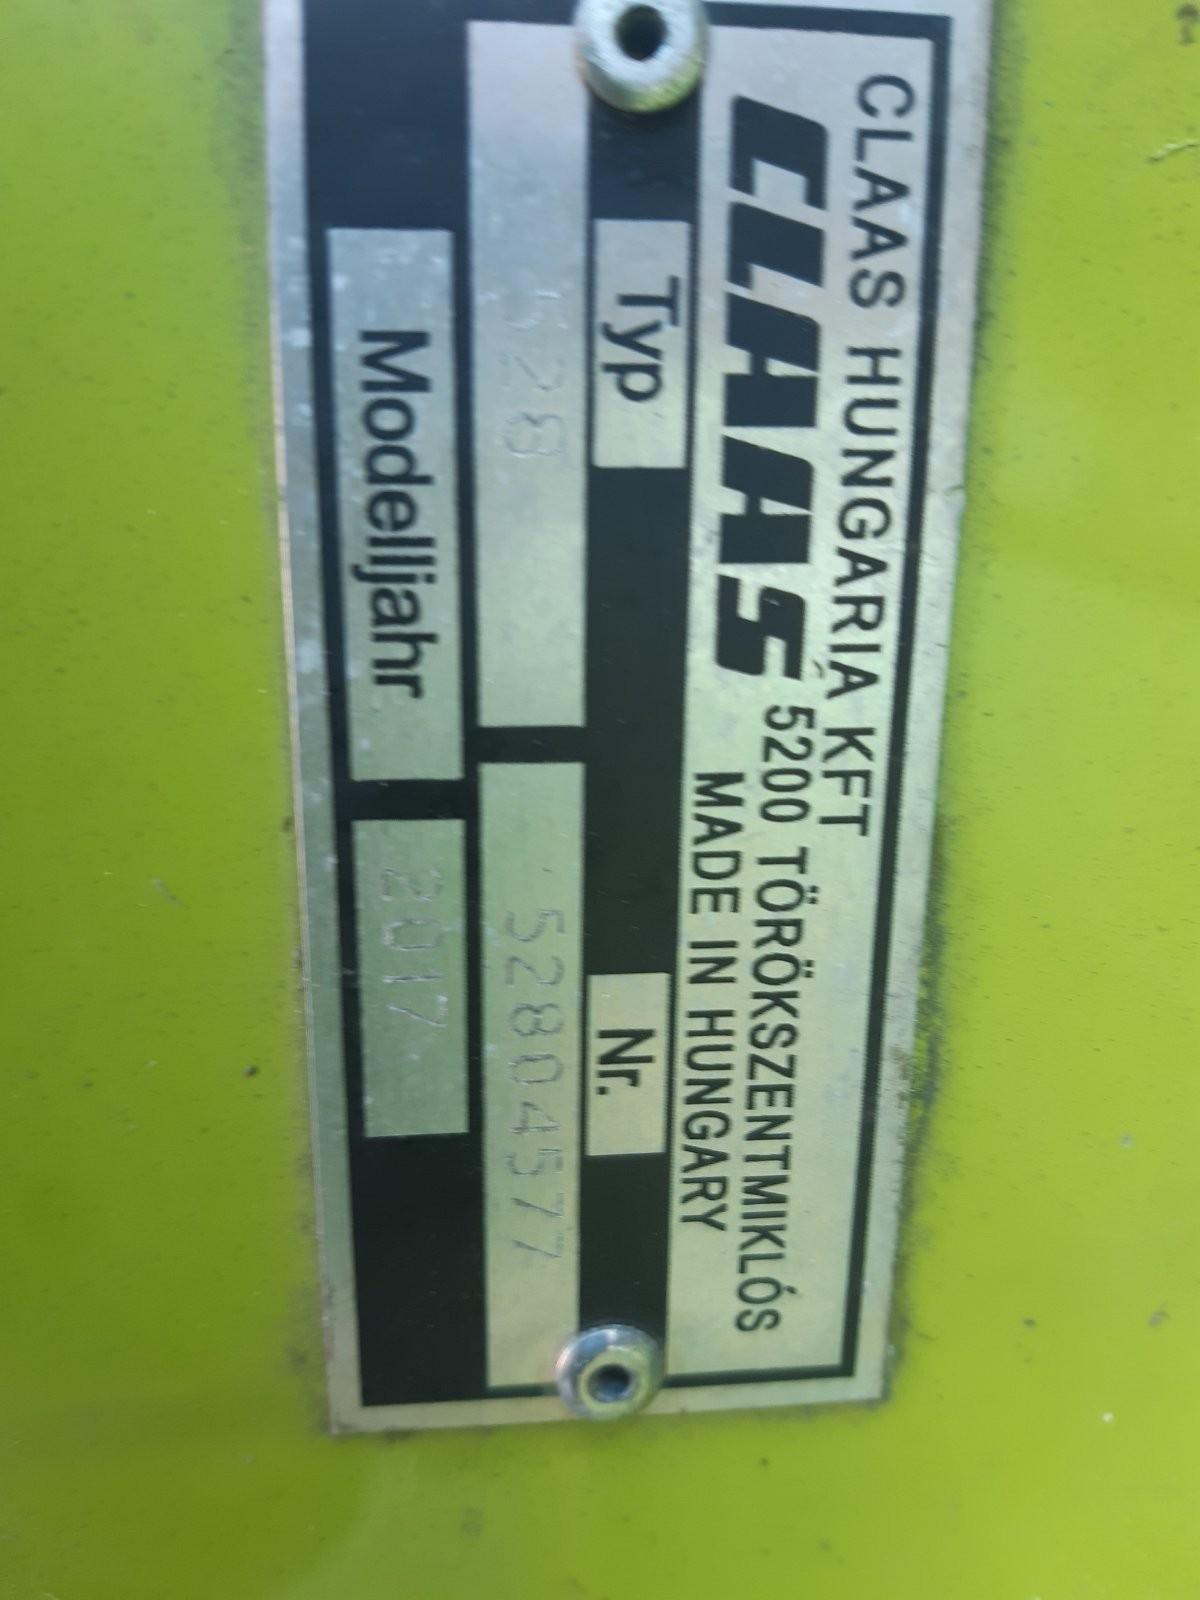 CLAAS HUNGARIA KFT
CLAAS 5200 TÖRÖKSZENTMIKLÓS
MADE IN HUNGARY
Typ Nr.
528 52804577
Modelljahr 2017